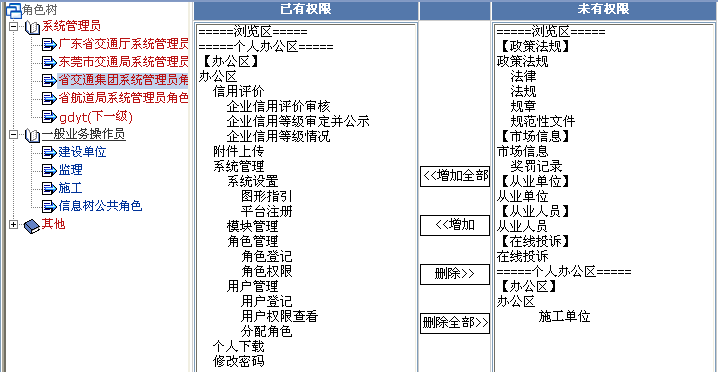 角色树
系统管理员
广东省交通厅系统管理员
东莞市交通局系统管理员
省交通集团系统管理员角
省航道局系统管理员角色
gdyt(下一级)
一般业务操作员
建设单位
监理
施工
信息树公共角色
其他
已有权限
=====浏览区=====
=====个人办公区=====
【办公区】
办公区
信用评价
企业信用评价审核
企业信用等级审定并公示
企业信用等级情况
附件上传
系统管理
系统设置
图形指引
平台注册
模块管理
角色管理
角色登记
角色权限
用户管理
用户登记
用户权限查看
分配角色
个人下载
修改密码
<<增加全部
<<增加
删除>>
删除全部>>
未有权限
=====浏览区=====
【政策法规】
政策法规
法律
法规
规章
规范性文件
【市场信息】
市场信息
奖罚记录
【从业单位】
从业单位
【从业人员】
从业人员
【在线投诉】
在线投诉
=====个人办公区=====
【办公区】
办公区
施工单位